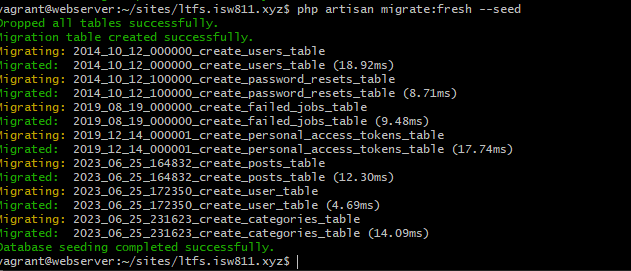 vagrant@webserver:~/sites/ltfs.isw811.xyz$ php artisan migrate:fresh --seed
Dropped all tables successfully.
Migration table created successfully.
Migrating: 2014_10_12_000000_create_users_table
Migrated:  2014_10_12_000000_create_users_table (18.92ms)
Migrating: 2014_10_12_100000_create_password_resets_table
Migrated:  2014_10_12_100000_create_password_resets_table (8.71ms)
Migrating: 2019_08_19_000000_create_failed_jobs_table
Migrated:  2019_08_19_000000_create_failed_jobs_table (9.48ms)
Migrating: 2019_12_14_000001_create_personal_access_tokens_table
Migrated:  2019_12_14_000001_create_personal_access_tokens_table (17.74ms)
Migrating: 2023_06_25_164832_create_posts_table
Migrated:  2023_06_25_164832_create_posts_table (12.30ms)
Migrating: 2023_06_25_172350_create_user_table
Migrated:  2023_06_25_172350_create_user_table (4.69ms)
Migrating: 2023_06_25_231623_create_categories_table
Migrated:  2023_06_25_231623_create_categories_table (14.09ms)
Database seeding completed successfully.
vagrant@webserver:~/sites/ltfs.isw811.xyz$